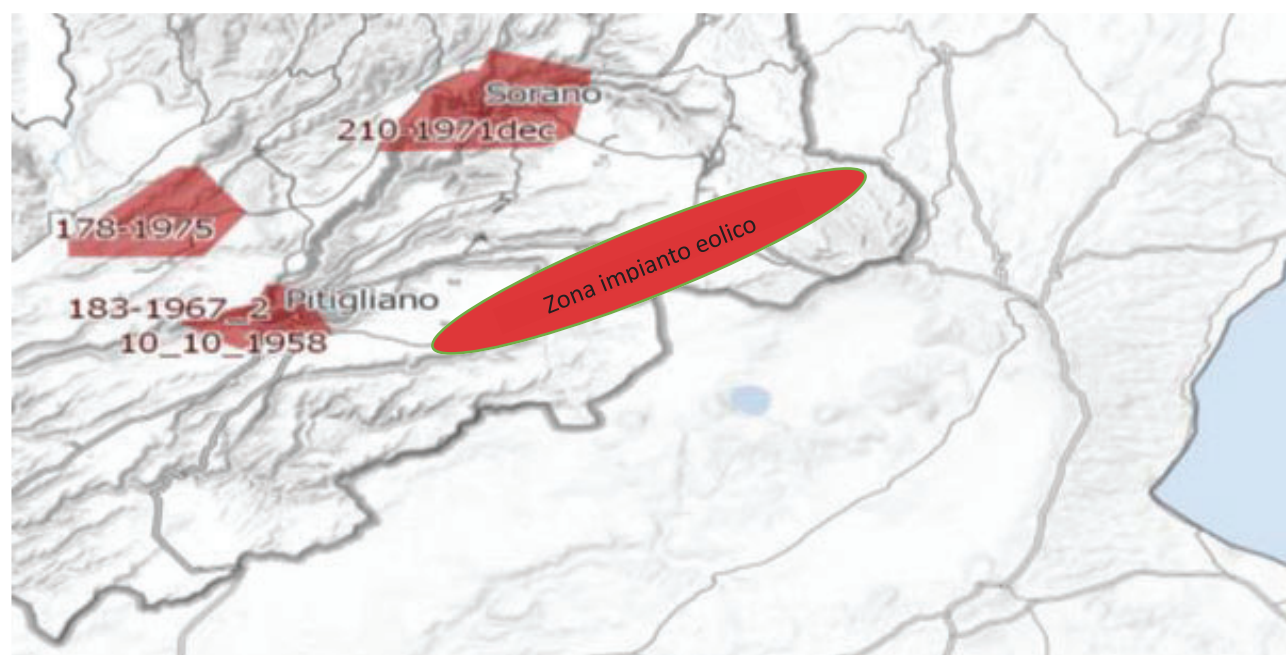 Sorano
210-1971dec
178-1975
Zona impianto eolico
183-1967_2 Pitigliano
10_10_1958